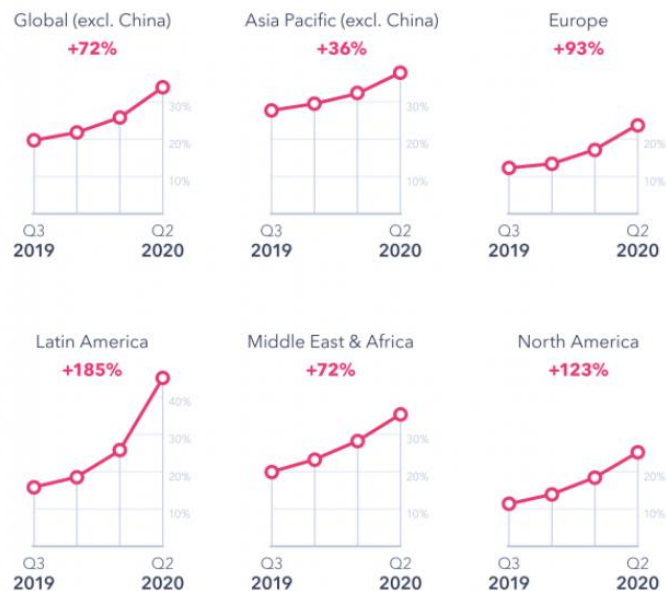 Global (excl. China)
+72%
30%
20%
10%
Q3
2019
Q2
2020
Asia Pacific (excl. China)
+36%
30%
20%
10%
Q3
2019
Q2
2020
Europe
+93%
20%
10%
Q3
2019
Q2
2020
Latin America
+185%
40%
30%
20%
10%
Q3
2019
Q2
2020
Middle East & Africa
+72%
30%
20%
10%
Q3
2019
Q2
2020
North America
+123%
20%
10%
Q3
2019
Q2
2020